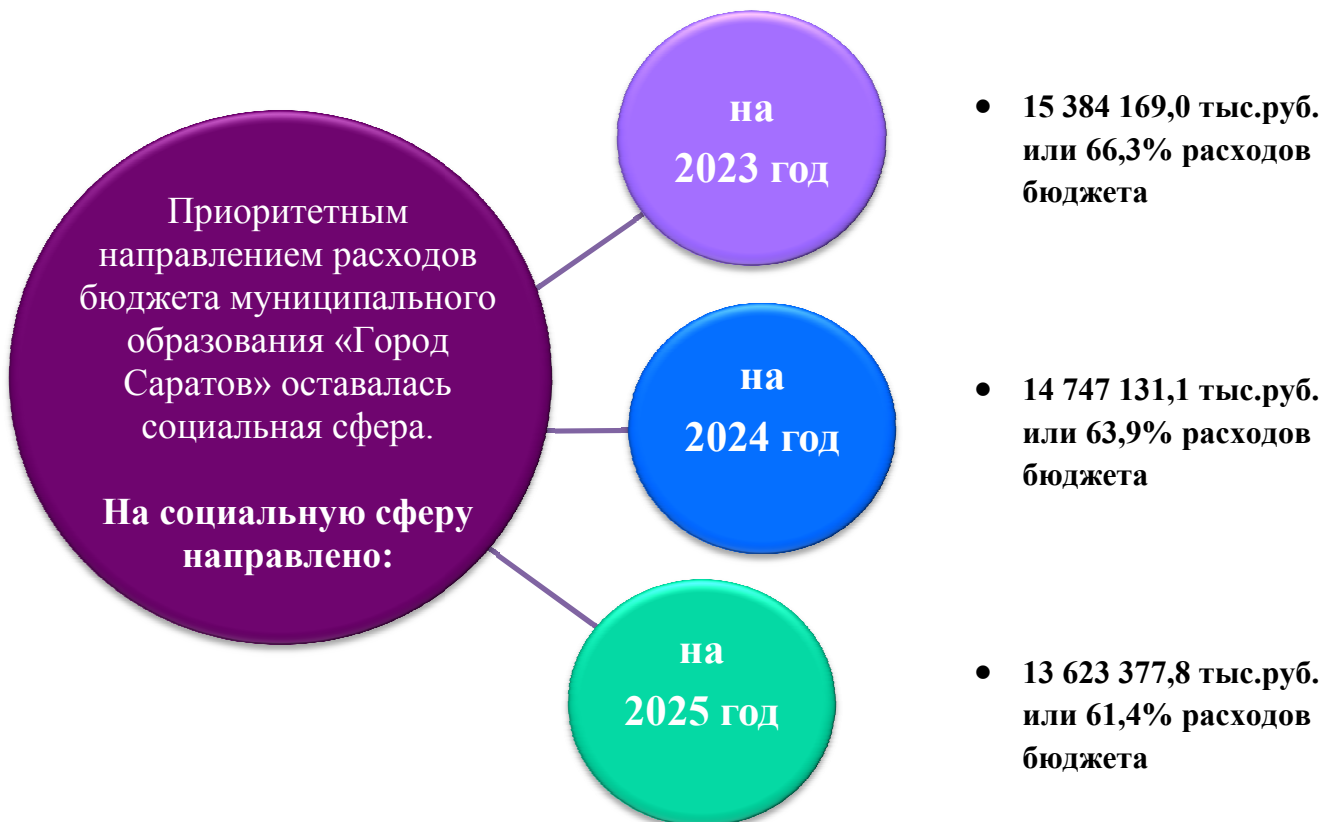 Приоритетным
направлением расходов
бюджета муниципального
образования «Город
Саратов» оставалась
социальная сфера.
На социальную сферу
направлено:
на
2023 год
• 15 384 169,0 тыс.руб.
или 66,3% расходов
бюджета
на
2024 год
• 14 747 131,1 тыс.руб.
или 63,9% расходов
бюджета
на
2025 год
• 13 623 377,8 тыс.руб.
или 61,4% расходов
бюджета